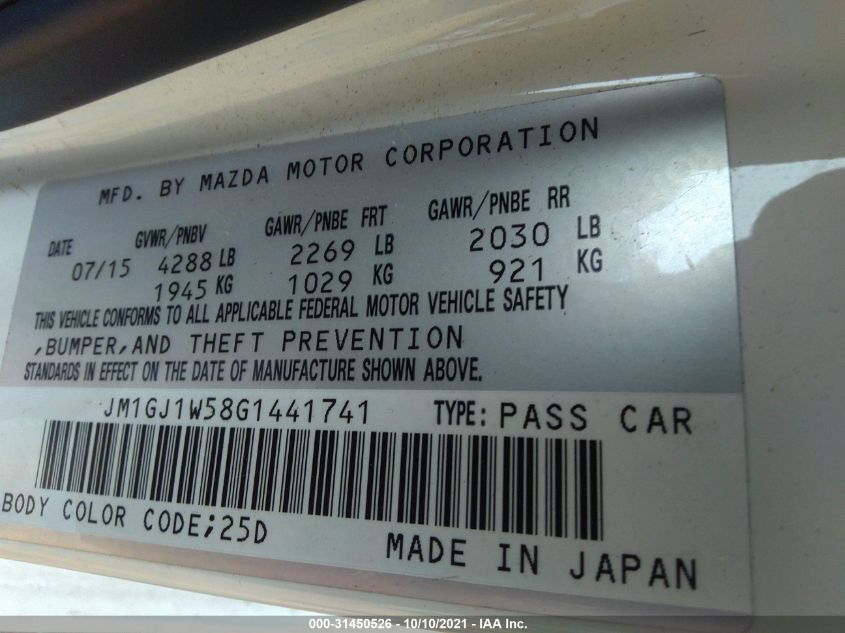 MFD. BY MAZDA MOTOR CORPORATION
DATE GVWR/PNBV GAWR/PNBE FRT GAWR/PNBE RR
07/15 4288 LB 2269 LB 2030 LB
1945 KG 1029 KG 921 KG
THIS VEHICLE CONFORMS TO ALL APPLICABLE FEDERAL MOTOR VEHICLE SAFETY
,BUMPER,AND THEFT PREVENTION
STANDARDS IN EFFECT ON THE DATE OF MANUFACTURE SHOWN ABOVE.
JM1GJ1W58G1441741 TYPE: PASS CAR
BODY COLOR CODE;25D
MADE IN JAPAN
000-31450526 - 10/10/2021 - IAA Inc.